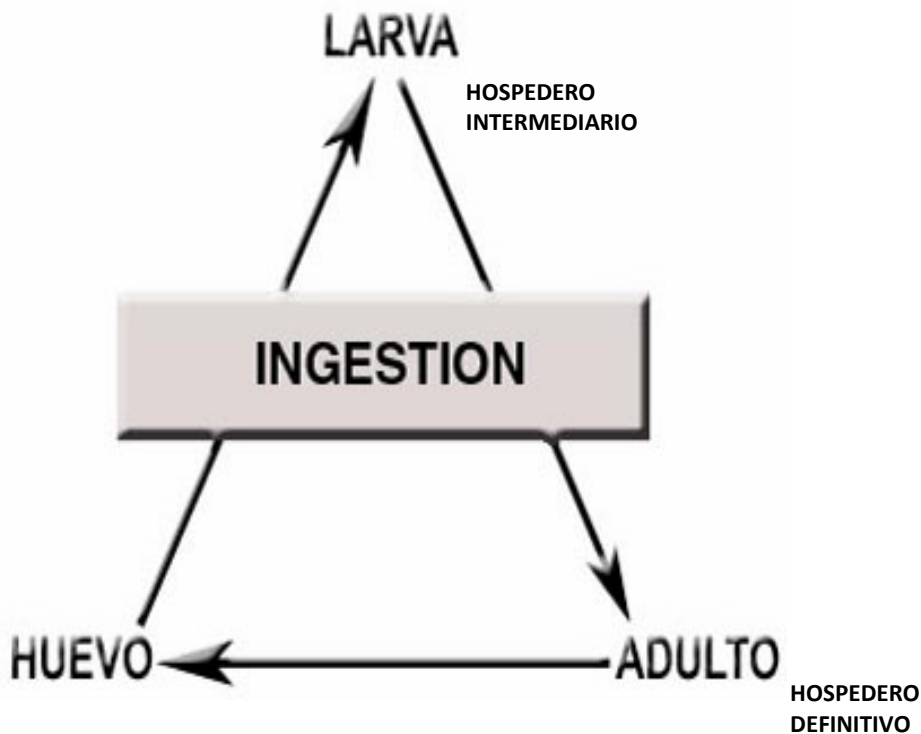 LARVA
HOSPEDERO
INTERMEDIARIO
INGESTION
HUEVO
ADULTO
HOSPEDERO
DEFINITIVO